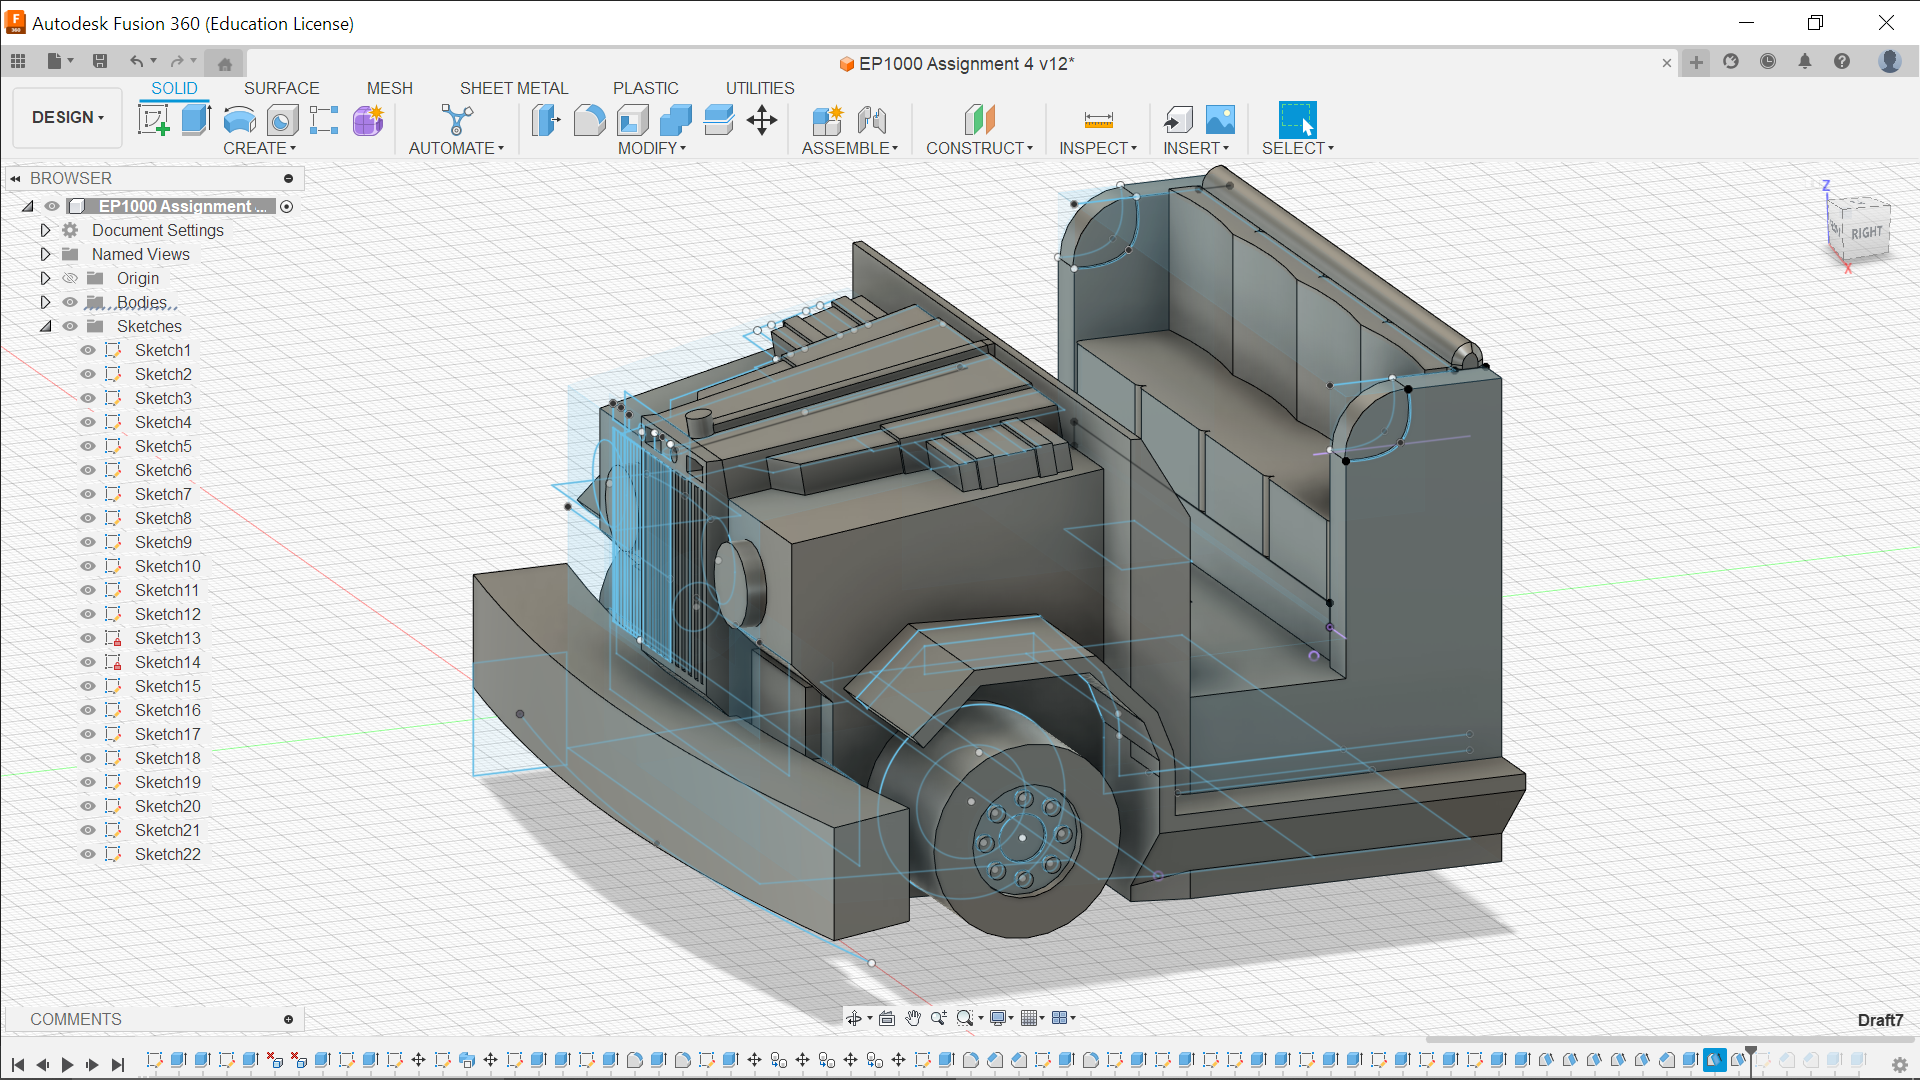 Autodesk Fusion 360 (Education License)
EP1000 Assignment 4 v12*
SOLID SURFACE MESH SHEET METAL PLASTIC UTILITIES
DESIGN
CREATE AUTOMATE MODIFY ASSEMBLE CONSTRUCT INSPECT INSERT SELECT
BROWSER
EP1000 Assignment ...
Document Settings
Named Views
Origin
Bodies
Sketches
Sketch1
Sketch2
Sketch3
Sketch4
Sketch5
Sketch6
Sketch7
Sketch8
Sketch9
Sketch10
Sketch11
Sketch12
Sketch13
Sketch14
Sketch15
Sketch16
Sketch17
Sketch18
Sketch19
Sketch20
Sketch21
Sketch22
Z
RIGHT
X
COMMENTS
Draft7